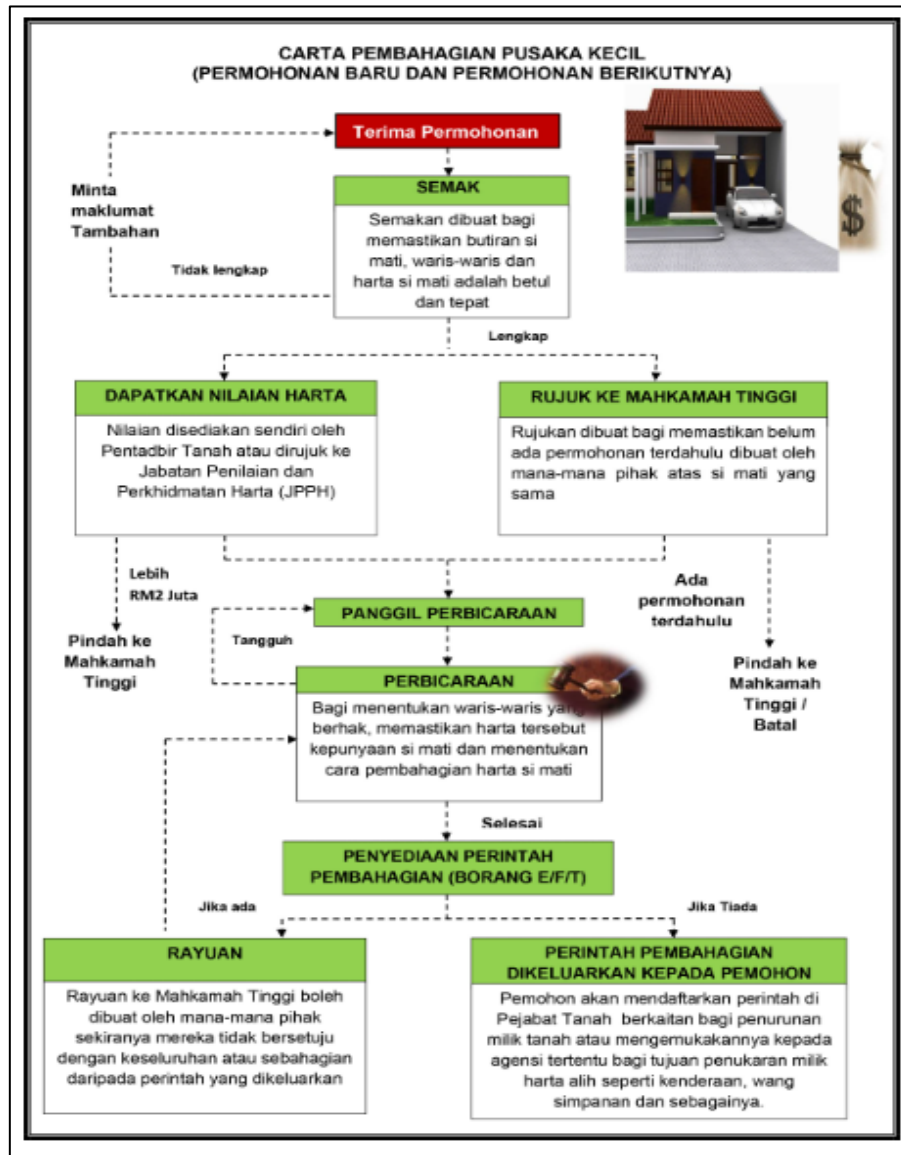 CARTA PEMBAHAGIAN PUSAKA KECIL
(PERMOHONAN BARU DAN PERMOHONAN BERIKUTNYA)
Terima Permohonan
Minta
maklumat
Tambahan
Tidak lengkap
SEMAK
Semakan dibuat bagi
memastikan butiran si
mati, waris-waris dan
harta si mati adalah betul
dan tepat
$
Lengkap
DAPATKAN NILAIAN HARTA
Nilaian disediakan sendiri oleh
Pentadbir Tanah atau dirujuk ke
Jabatan Penilaian dan
Perkhidmatan Harta (JPPH)
RUJUK KE MAHKAMAH TINGGI
Rujukan dibuat bagi memastikan belum
ada permohonan terdahulu dibuat oleh
mana-mana pihak atas si mati yang
sama
Lebih
RM2 Juta
Pindah ke
Mahkamah
Tinggi
Ada
permohonan
terdahulu
Pindah ke
Mahkamah
Tinggi /
Batal
PANGGIL PERBICARAAN
Tangguh
PERBICARAAN
Bagi menentukan waris-waris yang
berhak, memastikan harta tersebut
kepunyaan si mati dan menentukan
cara pembahagian harta si mati
Selesai
PENYEDIAAN PERINTAH
PEMBAHAGIAN (BORANG E/F/T)
Jika ada
Jika Tiada
RAYUAN
Rayuan ke Mahkamah Tinggi boleh
dibuat oleh mana-mana pihak
sekiranya mereka tidak bersetuju
dengan keseluruhan atau sebahagian
daripada perintah yang dikeluarkan
PERINTAH PEMBAHAGIAN
DIKELUARKAN KEPADA PEMOHON
Pemohon akan mendaftarkan perintah di
Pejabat Tanah berkaitan bagi penurunan
milik tanah atau mengemukakannya kepada
agensi tertentu bagi tujuan penukaran milik
harta alih seperti kenderaan, wang
simpanan dan sebagainya.